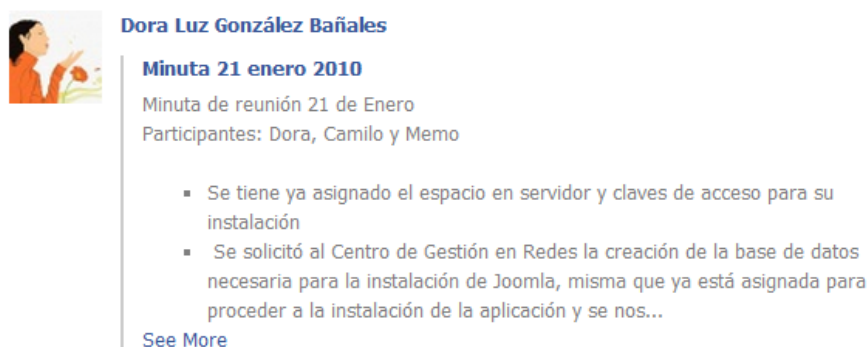 Dora Luz González Bañales
Minuta 21 enero 2010
Minuta de reunión 21 de Enero
Participantes: Dora, Camilo y Memo
▪ Se tiene ya asignado el espacio en servidor y claves de acceso para su
instalación
▪ Se solicitó al Centro de Gestión en Redes la creación de la base de datos
necesaria para la instalación de Joomla, misma que ya está asignada para
proceder a la instalación de la aplicación y se nos...
See More